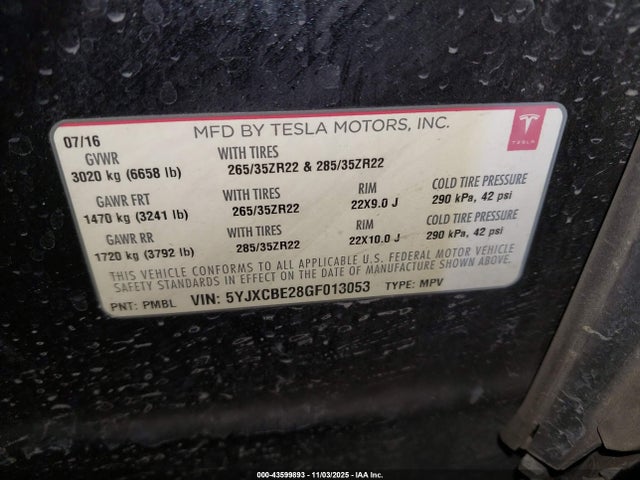 07/16 MFD BY TESLA MOTORS, INC.
GVWR WITH TIRES
3020 kg (6658 lb) 265/35ZR22 & 285/35ZR22
GAWR FRT WITH TIRES RIM COLD TIRE PRESSURE
1470 kg (3241 lb) 265/35ZR22 22X9.0 J 290 kPa, 42 psi
GAWR RR WITH TIRES RIM COLD TIRE PRESSURE
1720 kg (3792 lb) 285/35ZR22 22X10.0 J 290 kPa, 42 psi
THIS VEHICLE CONFORMS TO ALL APPLICABLE U.S. FEDERAL MOTOR VEHICLE
SAFETY STANDARDS IN EFFECT ON THE DATE OF MANUFACTURE SHOWN ABOVE.
PNT: PMBL VIN: 5YJXCBE28GF013053 TYPE: MPV
TESLA
000-43599893 - 11/03/2025 - IAA Inc.